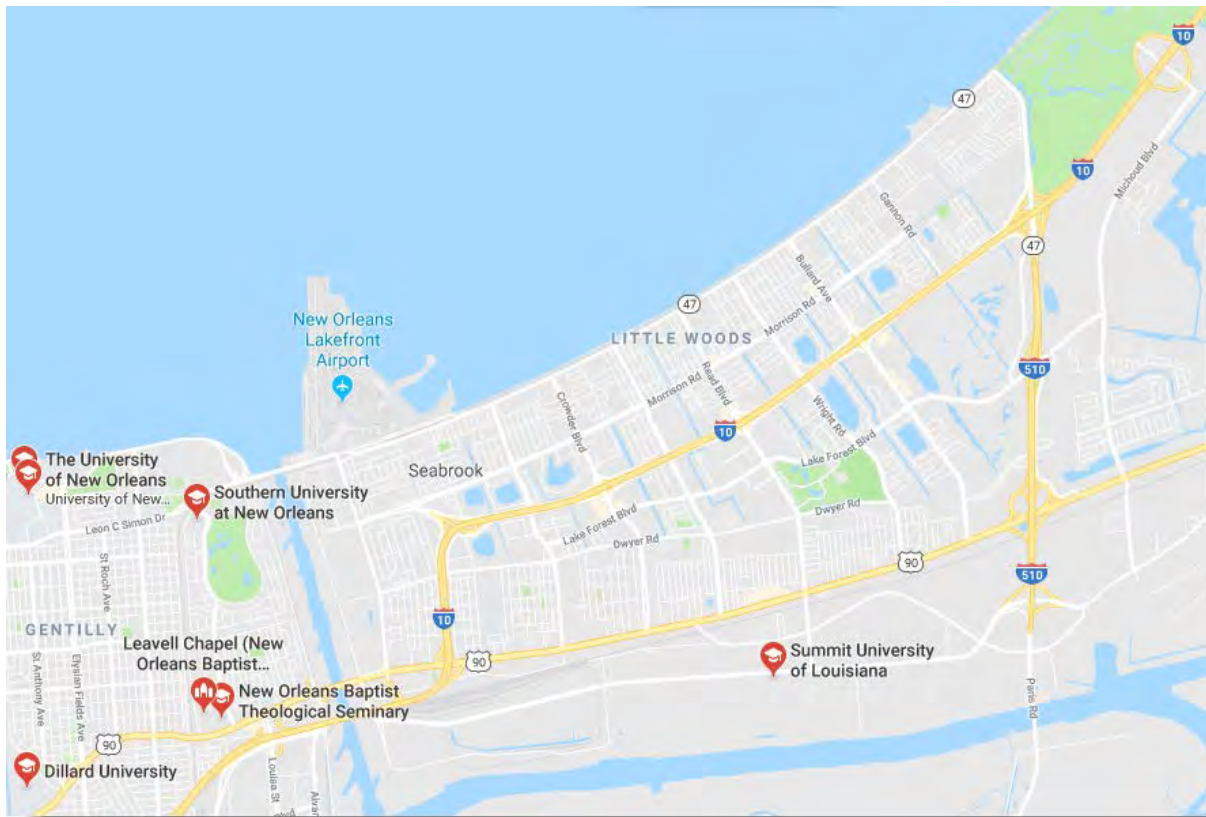 10
47
10
Michoud Blvd
Gannon Rd
47
Bullard Ave
47
New Orleans
Lakefront
Airport
LITTLE WOODS
Morrison Rd
Read Blvd
Morrison Rd
510
Crowder Blvd
Wright Rd
10
Lake Forest Blvd
The University
of New Orleans
University of New...
Seabrook
Southern University
at New Orleans
Leon C Simon Dr
Lake Forest Blvd
Dwyer Rd
Dwyer Rd
St Roch Ave
90
510
10
GENTILLY
Leavell Chapel (New
Orleans Baptist...
90
Summit University
of Louisiana
St Anthony Ave
Elysian Fields Ave
New Orleans Baptist
Theological Seminary
Paris Rd
90
Dillard University
Louisa St